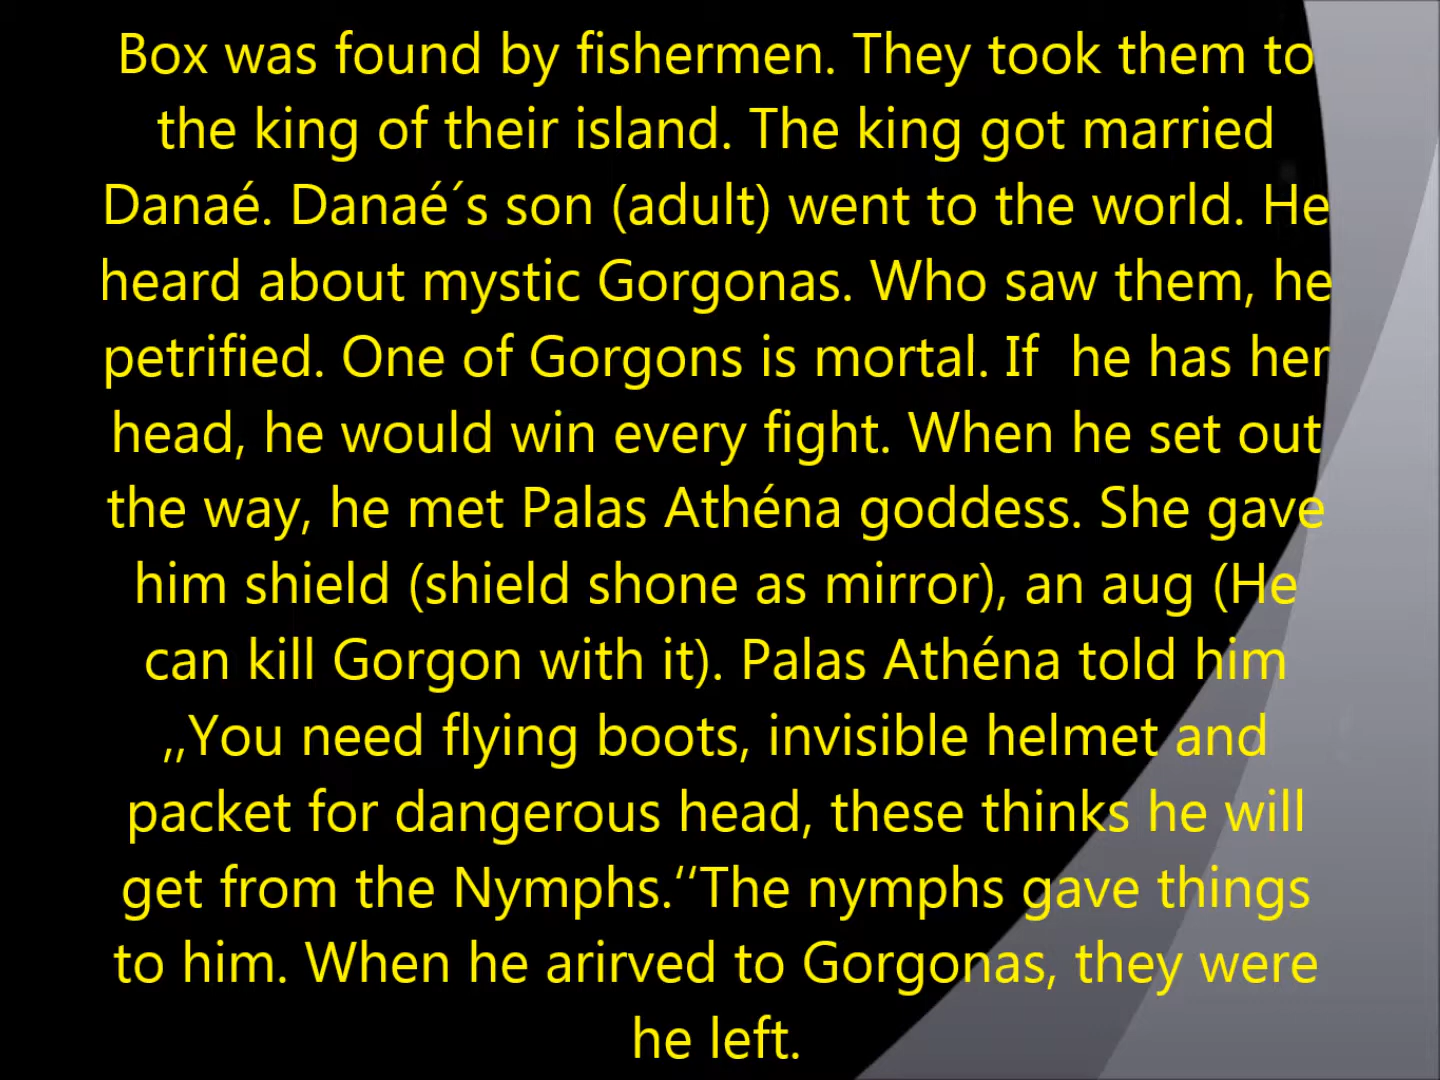 Box was found by fishermen. They took them to
the king of their island. The king got married
Danaé. Danaé´s son (adult) went to the world. He
heard about mystic Gorgonas. Who saw them, he
petrified. One of Gorgons is mortal. If  he has her
head, he would win every fight. When he set out
the way, he met Palas Athéna goddess. She gave
him shield (shield shone as mirror), an aug (He
can kill Gorgon with it). Palas Athéna told him
,,You need flying boots, invisible helmet and
packet for dangerous head, these thinks he will
get from the Nymphs.‘‘The nymphs gave things
to him. When he arirved to Gorgonas, they were
he left.